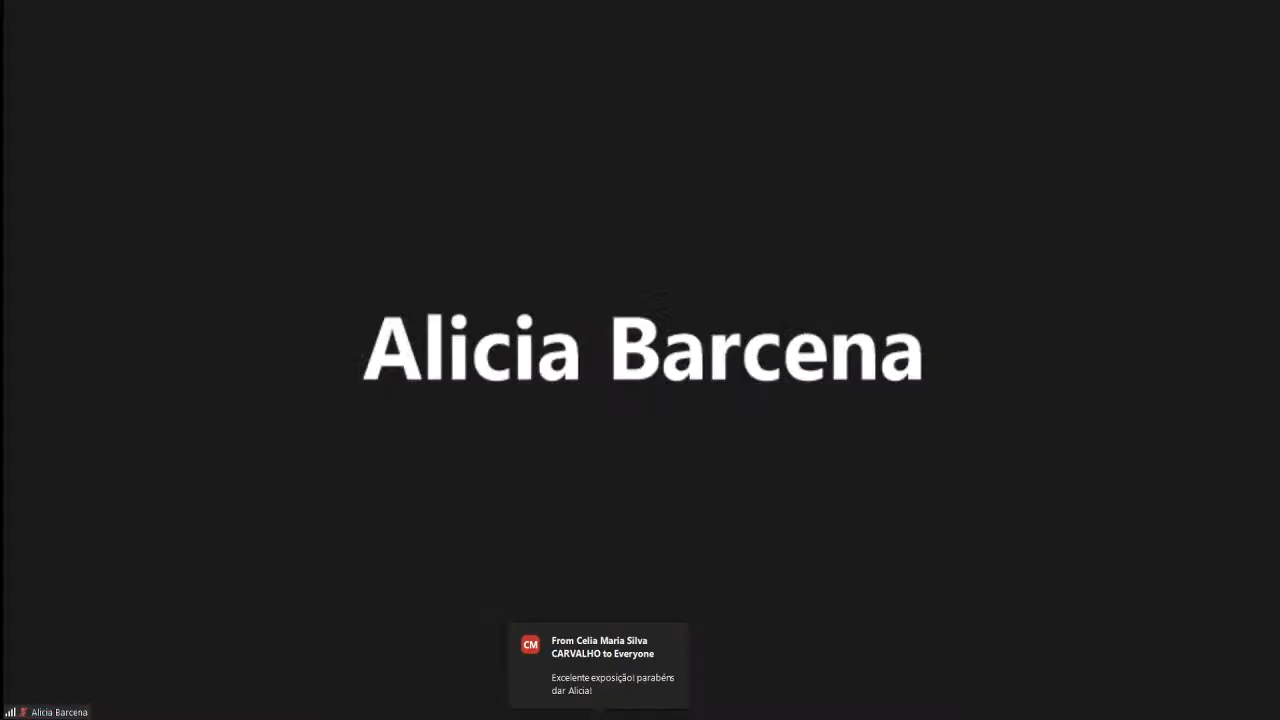 Alicia Barcena
CM
From Celia Maria Silva
CARVALHO to Everyone
Excelente exposição! parabéns
dar Alicia!
Alicia Barcena